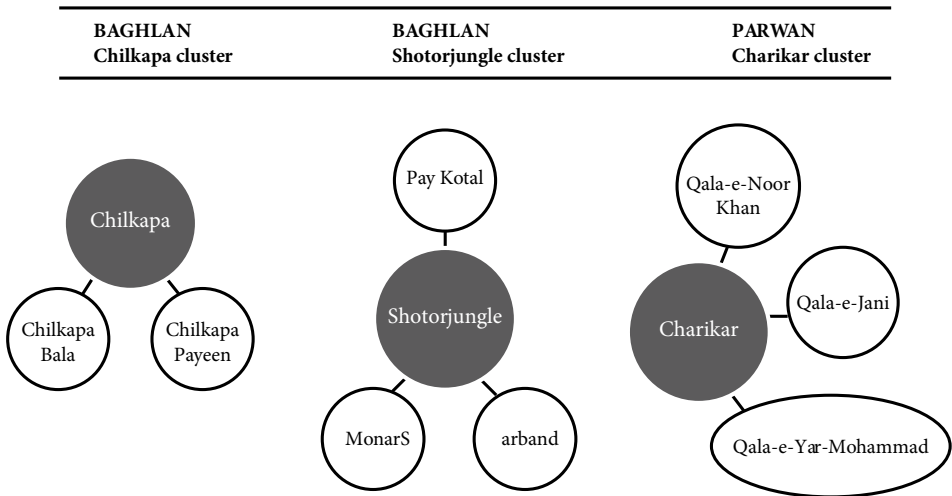 BAGHLAN
Chilkapa cluster
BAGHLAN
Shotorjungle cluster
PARWAN
Charikar cluster
Chilkapa
Chilkapa
Bala
Chilkapa
Payeen
Pay Kotal
Shotorjungle
MonarS
arband
Qala-e-Noor
Khan
Qala-e-Jani
Charikar
Qala-e-Yar-Mohammad